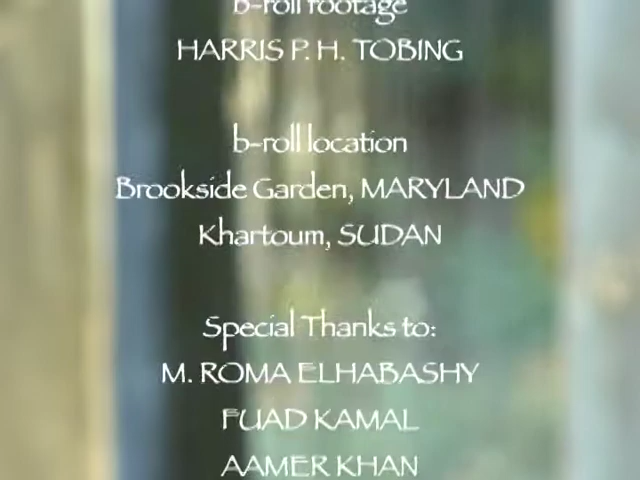 b-roll footage
HARRIS P. H. TOBING
b-roll location
Brookside Garden, MARYLAND
Khartoum, SUDAN
Special Thanks to:
M. ROMA ELHABASHY
FUAD KAMAL
AAMER KHAN